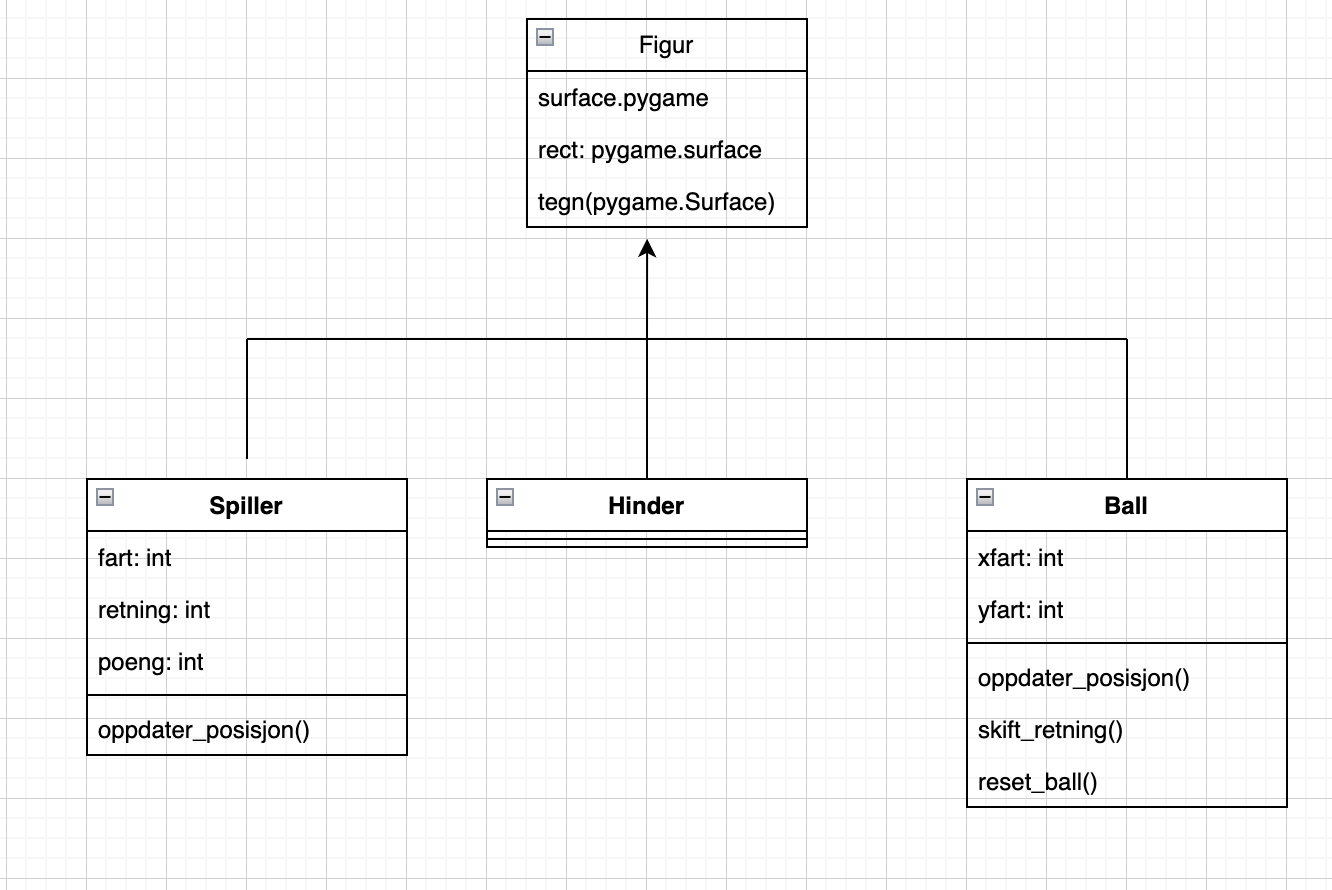 Figur
surface.pygame
rect: pygame.surface
tegn(pygame.Surface)
Spiller
fart: int
retning: int
poeng: int
oppdater_posisjon()
Hinder
Ball
xfart: int
yfart: int
oppdater_posisjon()
skift_retning()
reset_ball()